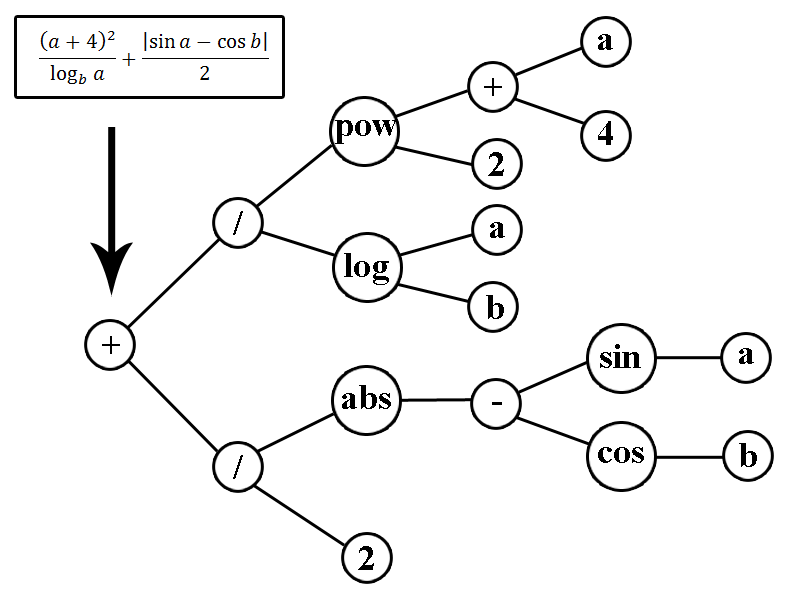 (a + 4)² / log_b a + |sin a − cos b| / 2
a
+
pow
4
2
/
a
log
b
+
sin
a
abs
-
cos
b
/
2